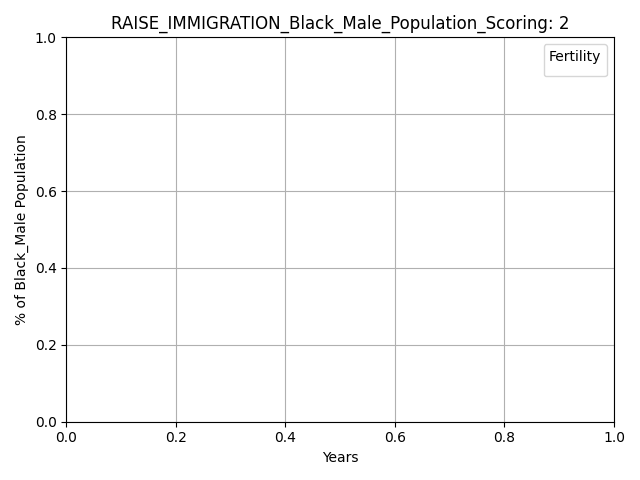 RAISE_IMMIGRATION_Black_Male_Population_Scoring: 2
Fertility
% of Black_Male Population
1.0
0.8
0.6
0.4
0.2
0.0
0.0 0.2 0.4 0.6 0.8 1.0
Years